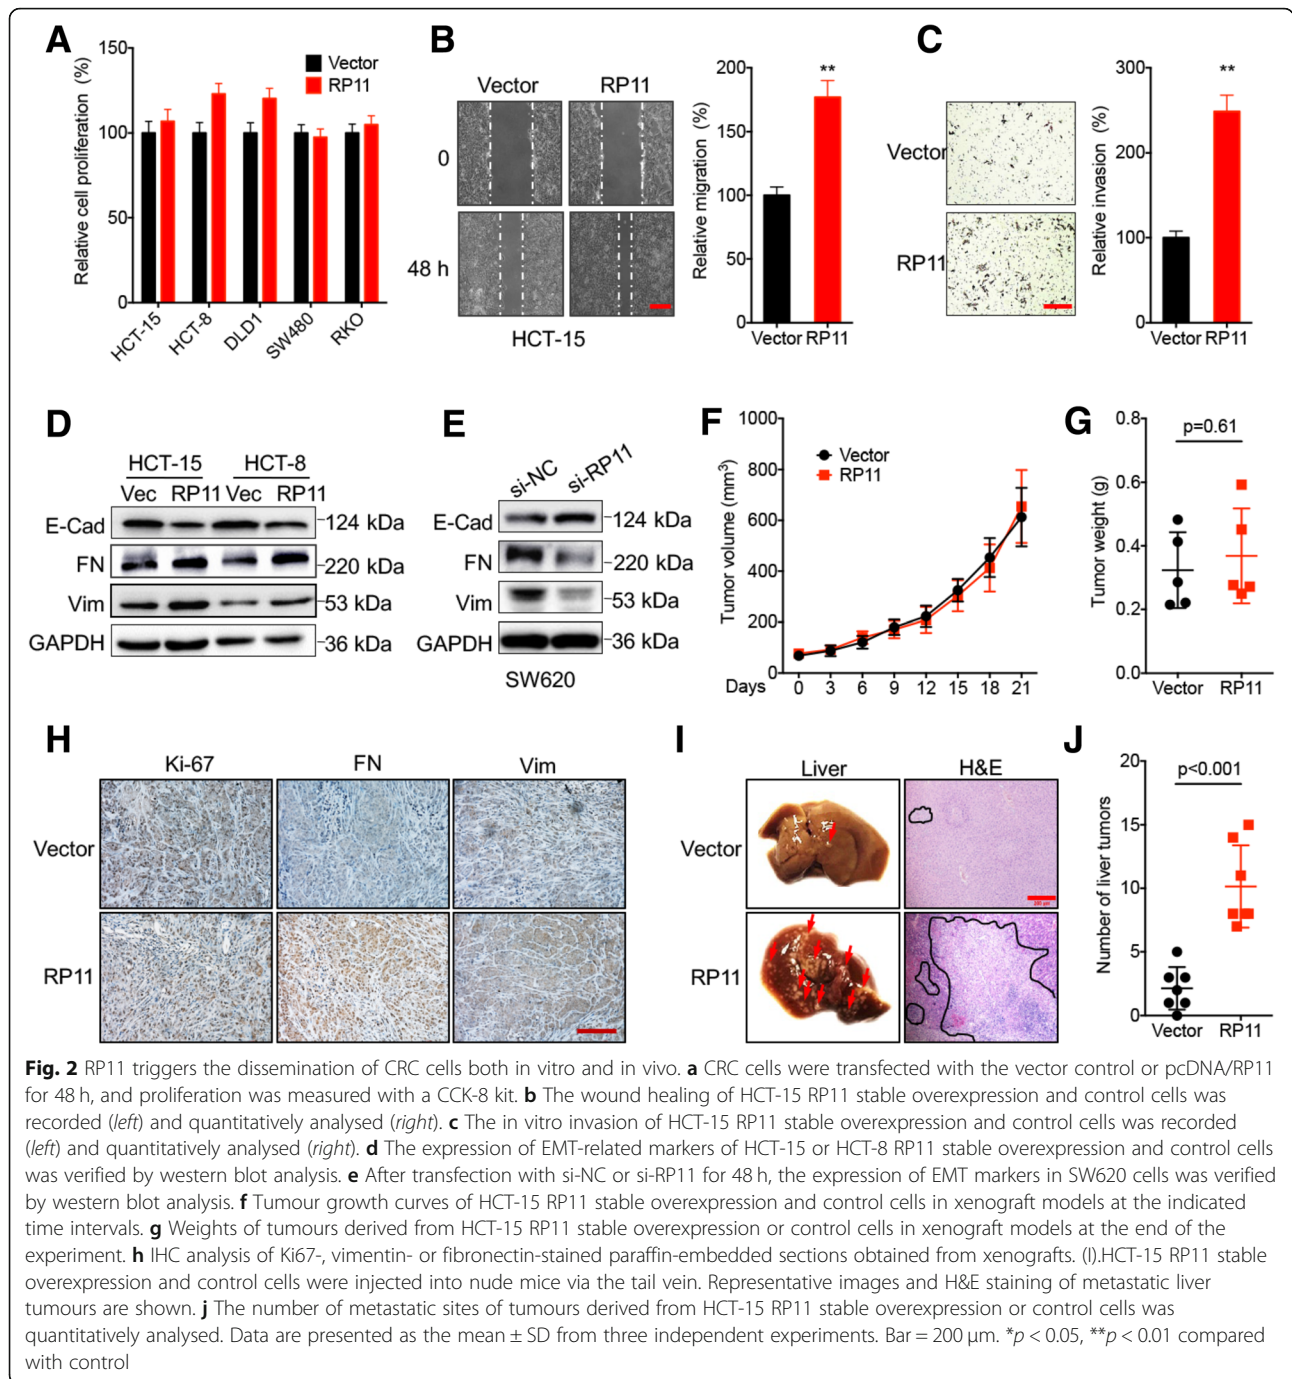 A
Relative cell proliferation (%)
150
100
50
0
Vector
RP11
HCT-15
HCT-8
DLD1
SW480
RKO
B
Vector RP11
0
48 h
HCT-15
Relative migration (%)
200
150
100
50
0
**
Vector RP11
C
Vector
RP11
Relative invasion (%)
300
200
100
0
**
Vector RP11
D
HCT-15 HCT-8
Vec RP11 Vec RP11
E-Cad 124 kDa
FN 220 kDa
Vim 53 kDa
GAPDH 36 kDa
E
si-NC si-RP11
E-Cad 124 kDa
FN 220 kDa
Vim 53 kDa
GAPDH 36 kDa
SW620
F
Tumor volume (mm³)
1000
800
600
400
200
0
Vector
RP11
Days 0 3 6 9 12 15 18 21
G
Tumor weight (g)
0.8
0.6
0.4
0.2
0.0
p=0.61
Vector RP11
H
Ki-67 FN Vim
Vector
RP11
I
Liver H&E
Vector
RP11
J
Number of liver tumors
20
15
10
5
0
p<0.001
Vector RP11
Fig. 2 RP11 triggers the dissemination of CRC cells both in vitro and in vivo. a CRC cells were transfected with the vector control or pcDNA/RP11
for 48 h, and proliferation was measured with a CCK-8 kit. b The wound healing of HCT-15 RP11 stable overexpression and control cells was
recorded (left) and quantitatively analysed (right). c The in vitro invasion of HCT-15 RP11 stable overexpression and control cells was recorded
(left) and quantitatively analysed (right). d The expression of EMT-related markers of HCT-15 or HCT-8 RP11 stable overexpression and control cells
was verified by western blot analysis. e After transfection with si-NC or si-RP11 for 48 h, the expression of EMT markers in SW620 cells was verified
by western blot analysis. f Tumour growth curves of HCT-15 RP11 stable overexpression and control cells in xenograft models at the indicated
time intervals. g Weights of tumours derived from HCT-15 RP11 stable overexpression or control cells in xenograft models at the end of the
experiment. h IHC analysis of Ki67-, vimentin- or fibronectin-stained paraffin-embedded sections obtained from xenografts. (I).HCT-15 RP11 stable
overexpression and control cells were injected into nude mice via the tail vein. Representative images and H&E staining of metastatic liver
tumours are shown. j The number of metastatic sites of tumours derived from HCT-15 RP11 stable overexpression or control cells was
quantitatively analysed. Data are presented as the mean ± SD from three independent experiments. Bar = 200 μm. *p < 0.05, **p < 0.01 compared
with control